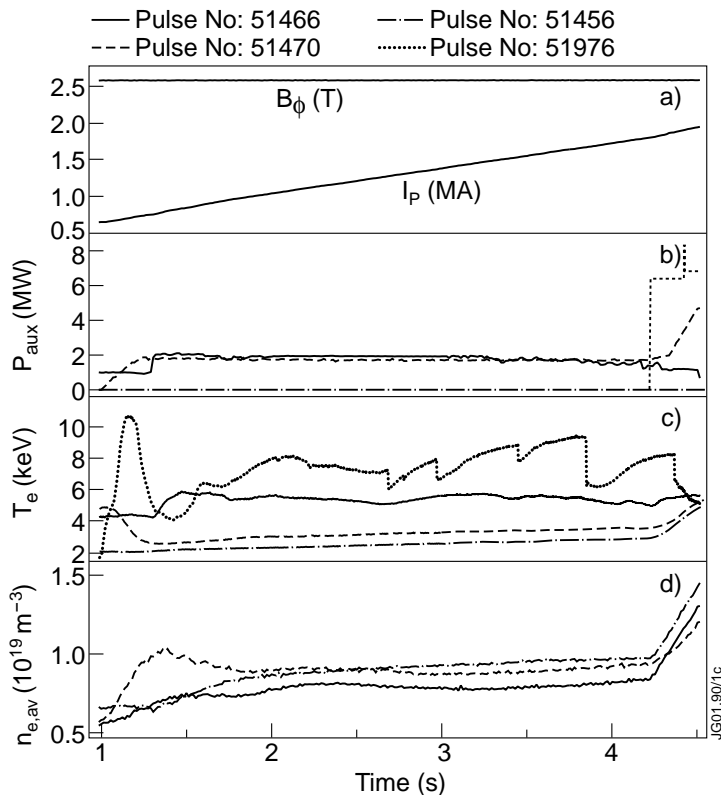 Pulse No: 51466 Pulse No: 51456
Pulse No: 51470 Pulse No: 51976
2.5
2.0
1.5
1.0
0.5
Bϕ (T)
a)
IP (MA)
8
6
4
2
0
Paux (MW)
b)
10
8
6
4
2
Te (keV)
c)
1.5
1.0
0.5
ne,av (10¹⁹ m⁻³)
d)
1 2 3 4
Time (s)
JG01.90/1c